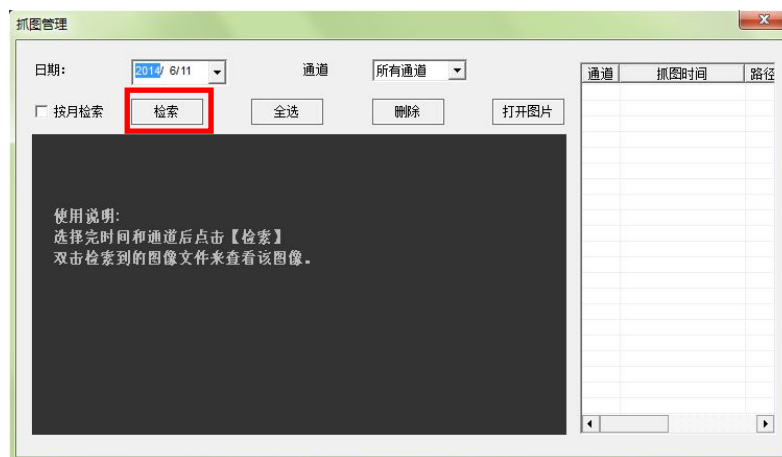 抓图管理
日期: 2014/ 6/11 通道 所有通道
按月检索 检索 全选 删除 打开图片
通道 抓图时间 路径
使用说明:
选择完时间和通道后点击【检索】
双击检索到的图像文件来查看该图像。